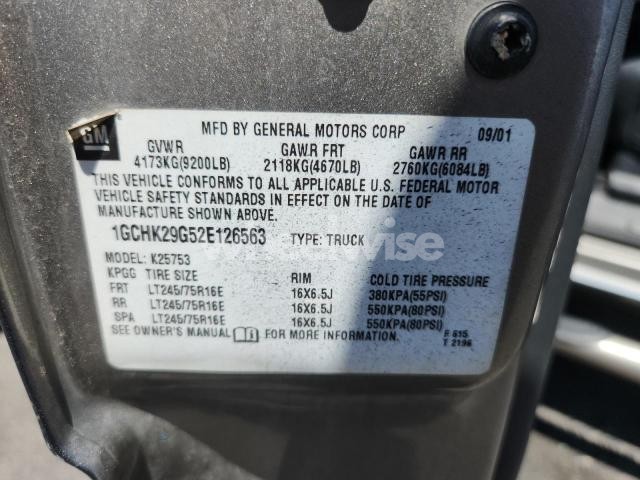 GM
MFD BY GENERAL MOTORS CORP 09/01
GVWR GAWR FRT GAWR RR
4173KG(9200LB) 2118KG(4670LB) 2760KG(6084LB)
THIS VEHICLE CONFORMS TO ALL APPLICABLE U.S. FEDERAL MOTOR
VEHICLE SAFETY STANDARDS IN EFFECT ON THE DATE OF
MANUFACTURE SHOWN ABOVE.
1GCHK29G52E126563 TYPE: TRUCK
MODEL: K25753
KPGG TIRE SIZE RIM COLD TIRE PRESSURE
FRT LT245/75R16E 16X6.5J 380KPA(55PSI)
RR LT245/75R16E 16X6.5J 550KPA(80PSI)
SPA LT245/75R16E 16X6.5J 550KPA(80PSI)
SEE OWNER'S MANUAL FOR MORE INFORMATION.
T 2196